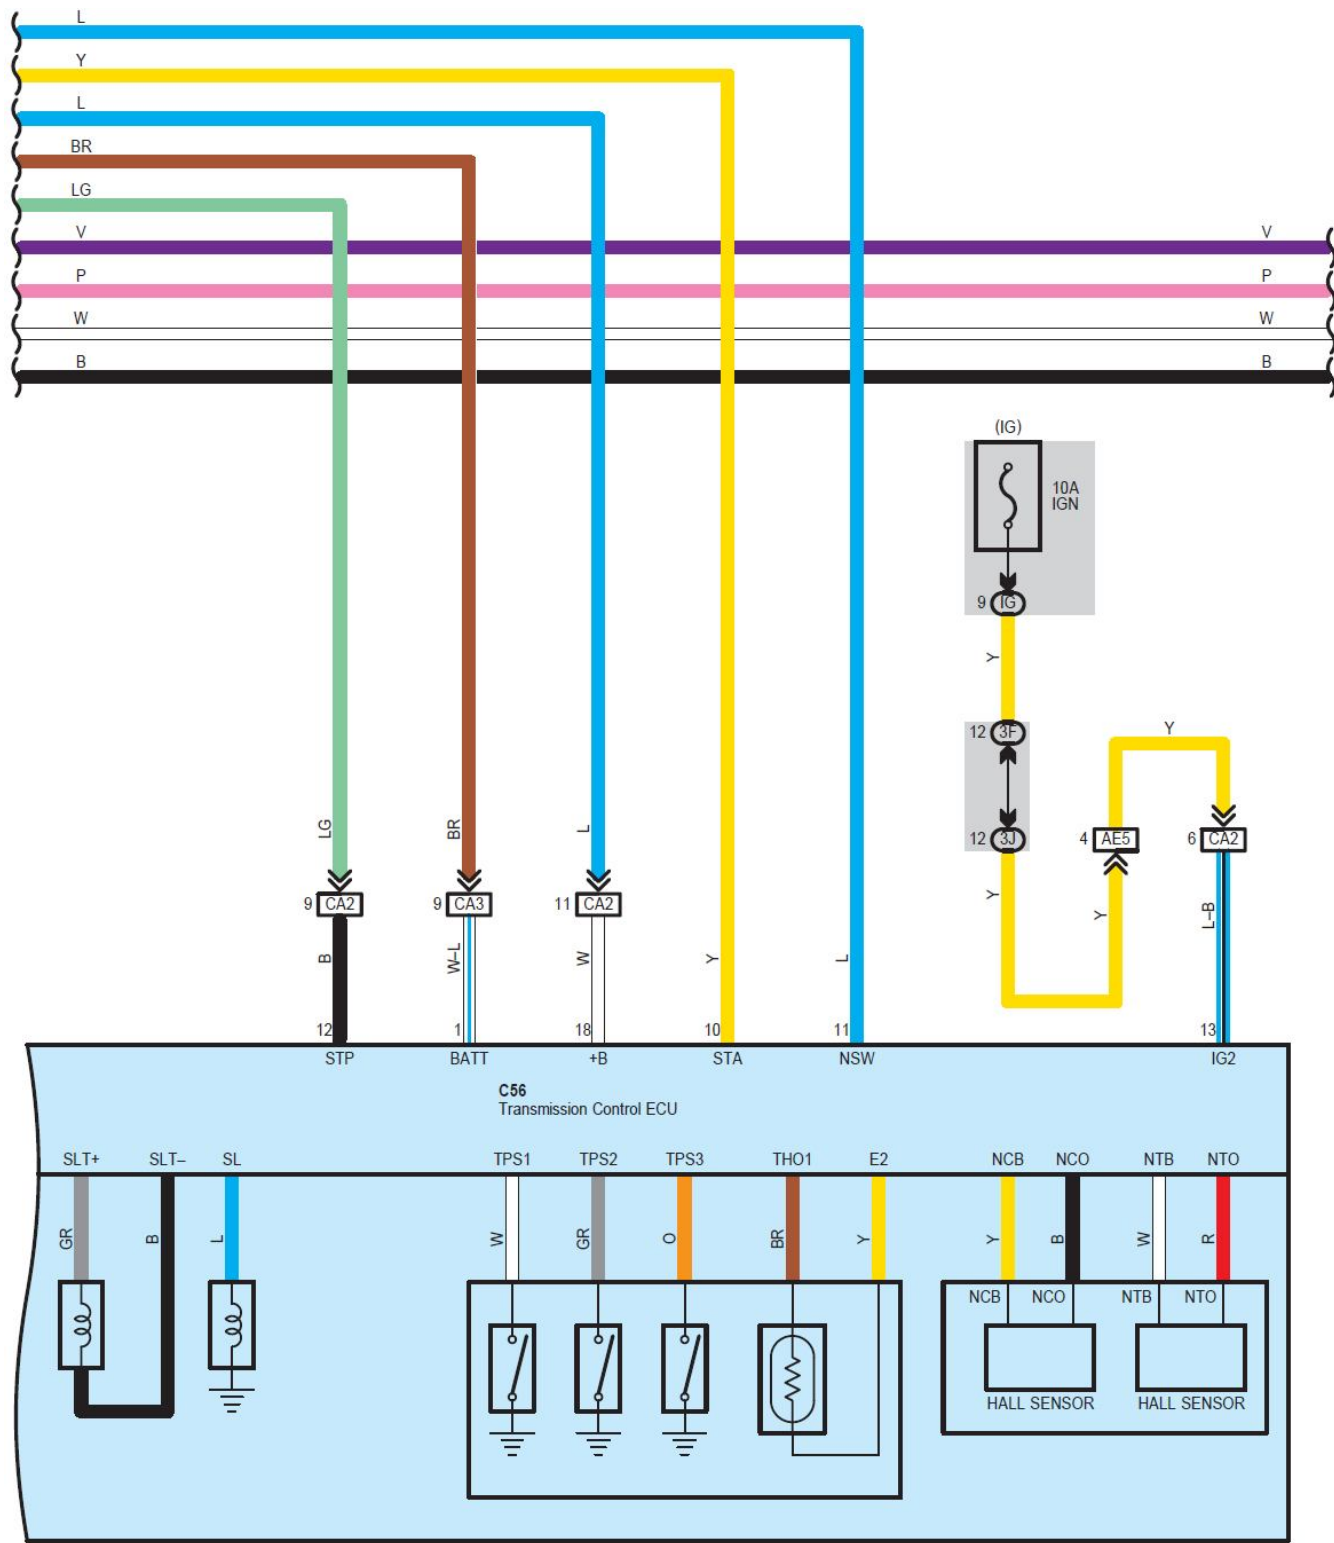 L
Y
L
BR
LG
V V
P P
W W
B B
(IG)
10A
IGN
9 IG
Y
12 3F
Y
12 3J
4 AE5
6 CA2
LG
BR
L
9 CA2
9 CA3
11 CA2
Y
Y
L–B
B
W–L
W
Y
L
12
1
18
10
11
13
STP
BATT
+B
STA
NSW
IG2
C56
Transmission Control ECU
SLT+
SLT–
SL
TPS1
TPS2
TPS3
THO1
E2
NCB
NCO
NTB
NTO
GR
B
L
W
GR
O
BR
Y
Y
B
W
R
NCB
NCO
NTB
NTO
HALL SENSOR
HALL SENSOR